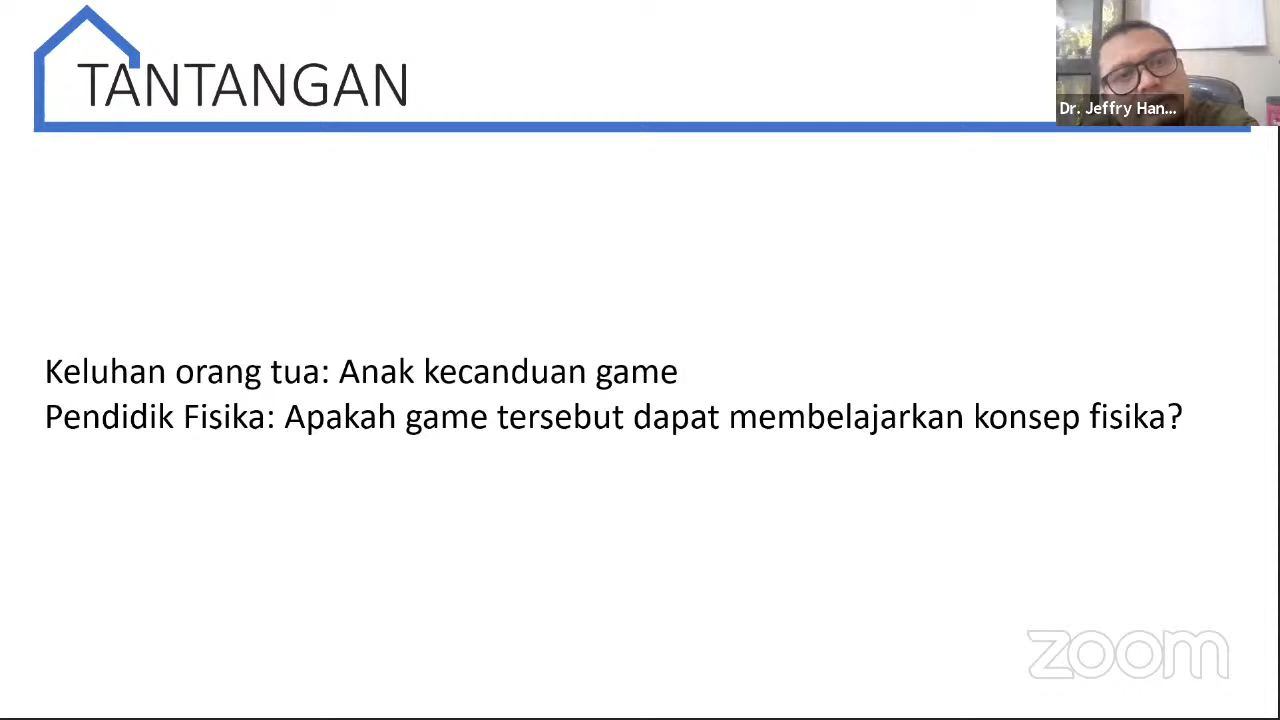 TANTANGAN
Dr. Jeffry Han...
Keluhan orang tua: Anak kecanduan game
Pendidik Fisika: Apakah game tersebut dapat membelajarkan konsep fisika?
zoom